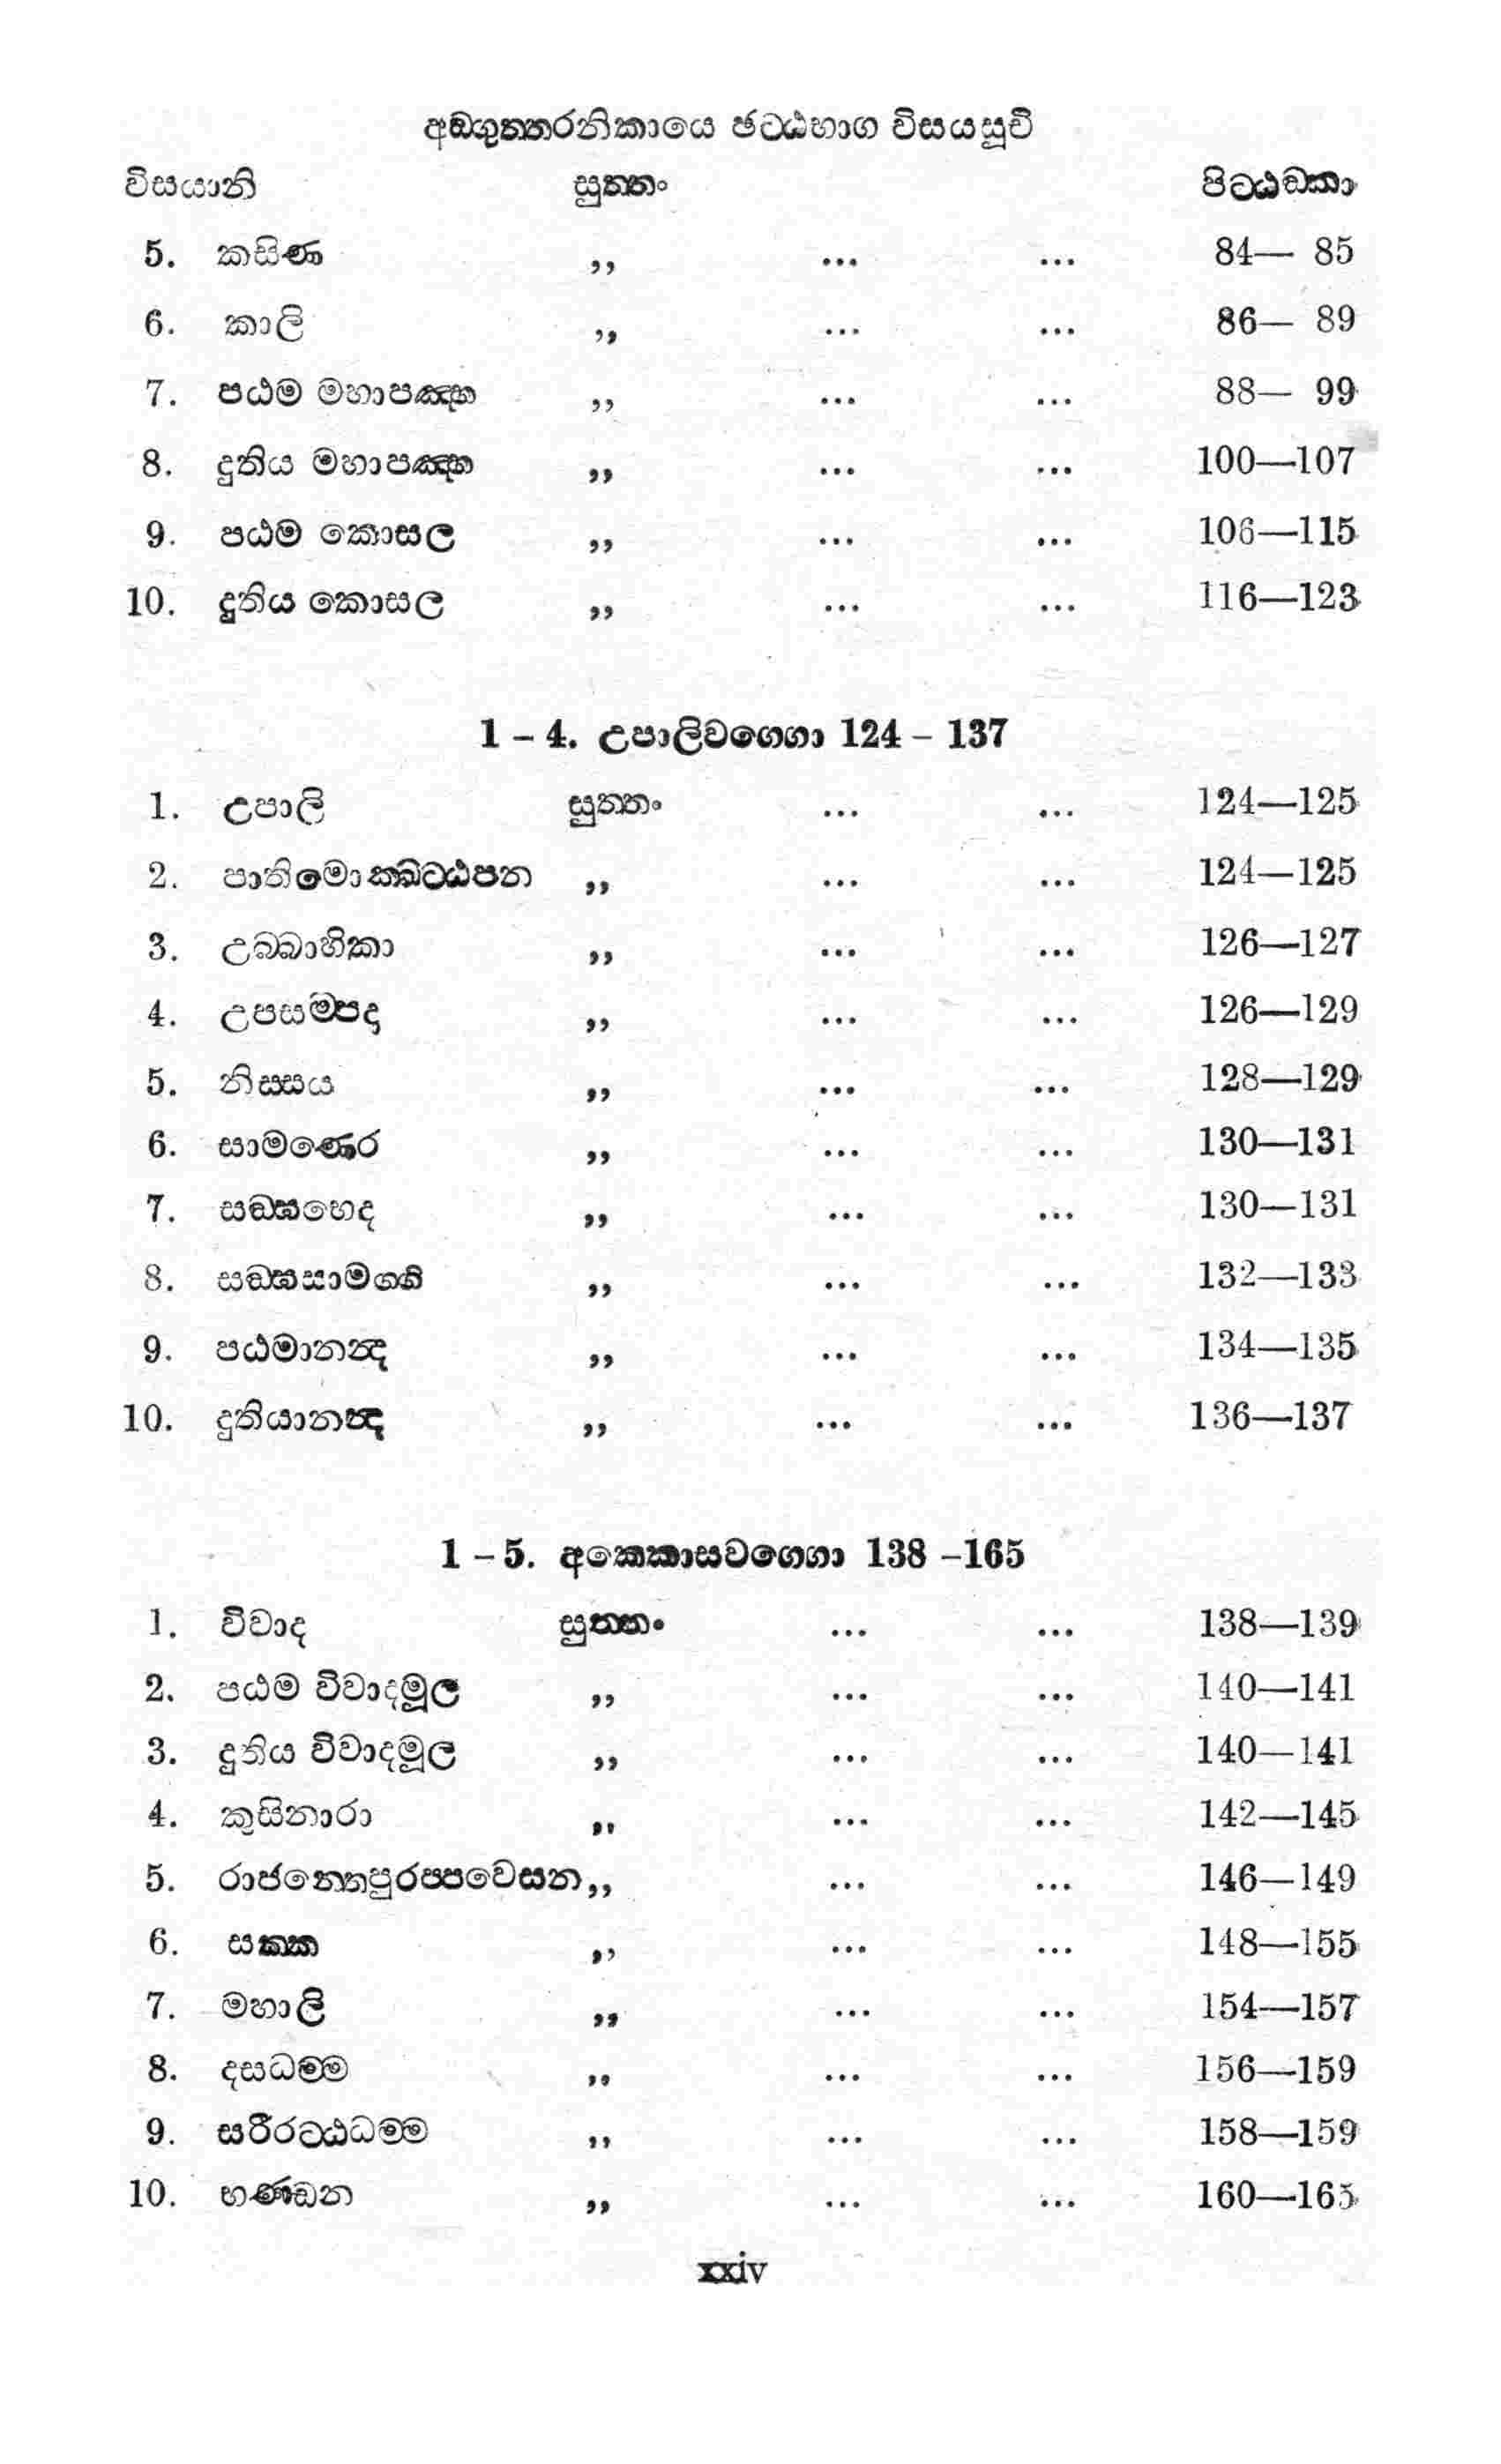 අඞ්ගුත්තරනිකායෙ ඡට්ඨභාග විසයසූචි
විසයානි සුත්තං පිට්ඨඞ්කා
5. කසිණ ,, ... ... 84— 85
6. කාලි ,, ... ... 86— 89
7. පඨම මහාපඤ්හ ,, ... ... 88— 99
8. දුතිය මහාපඤ්හ ,, ... ... 100—107
9. පඨම කොසල ,, ... ... 106—115
10. දුතිය කොසල ,, ... ... 116—123
1 – 4. උපාලිවග්ගො 124 – 137
1. උපාලි සුත්තං ... ... 124—125
2. පාතිමොක්ඛට්ඨපන ,, ... ... 124—125
3. උබ්බාහිකා ,, ... ... 126—127
4. උපසම්පදා ,, ... ... 126—129
5. නිස්සය ,, ... ... 128—129
6. සාමණෙර ,, ... ... 130—131
7. සඞ්ඝභෙද ,, ... ... 130—131
8. සඞ්ඝසාමග්ගි ,, ... ... 132—133
9. පඨමානන්ද ,, ... ... 134—135
10. දුතියානන්ද ,, ... ... 136—137
1 – 5. අක්කොසවග්ගො 138 –165
1. විවාද සුත්තං ... ... 138—139
2. පඨම විවාදමූල ,, ... ... 140—141
3. දුතිය විවාදමූල ,, ... ... 140—141
4. කුසිනාරා ,, ... ... 142—145
5. රාජන්තෙපුරප්පවෙසන ,, ... ... 146—149
6. සක්ක ,, ... ... 148—155
7. මහාලි ,, ... ... 154—157
8. දසධම්ම ,, ... ... 156—159
9. සරීරට්ඨධම්ම ,, ... ... 158—159
10. භණ්ඩන ,, ... ... 160—165
xxiv